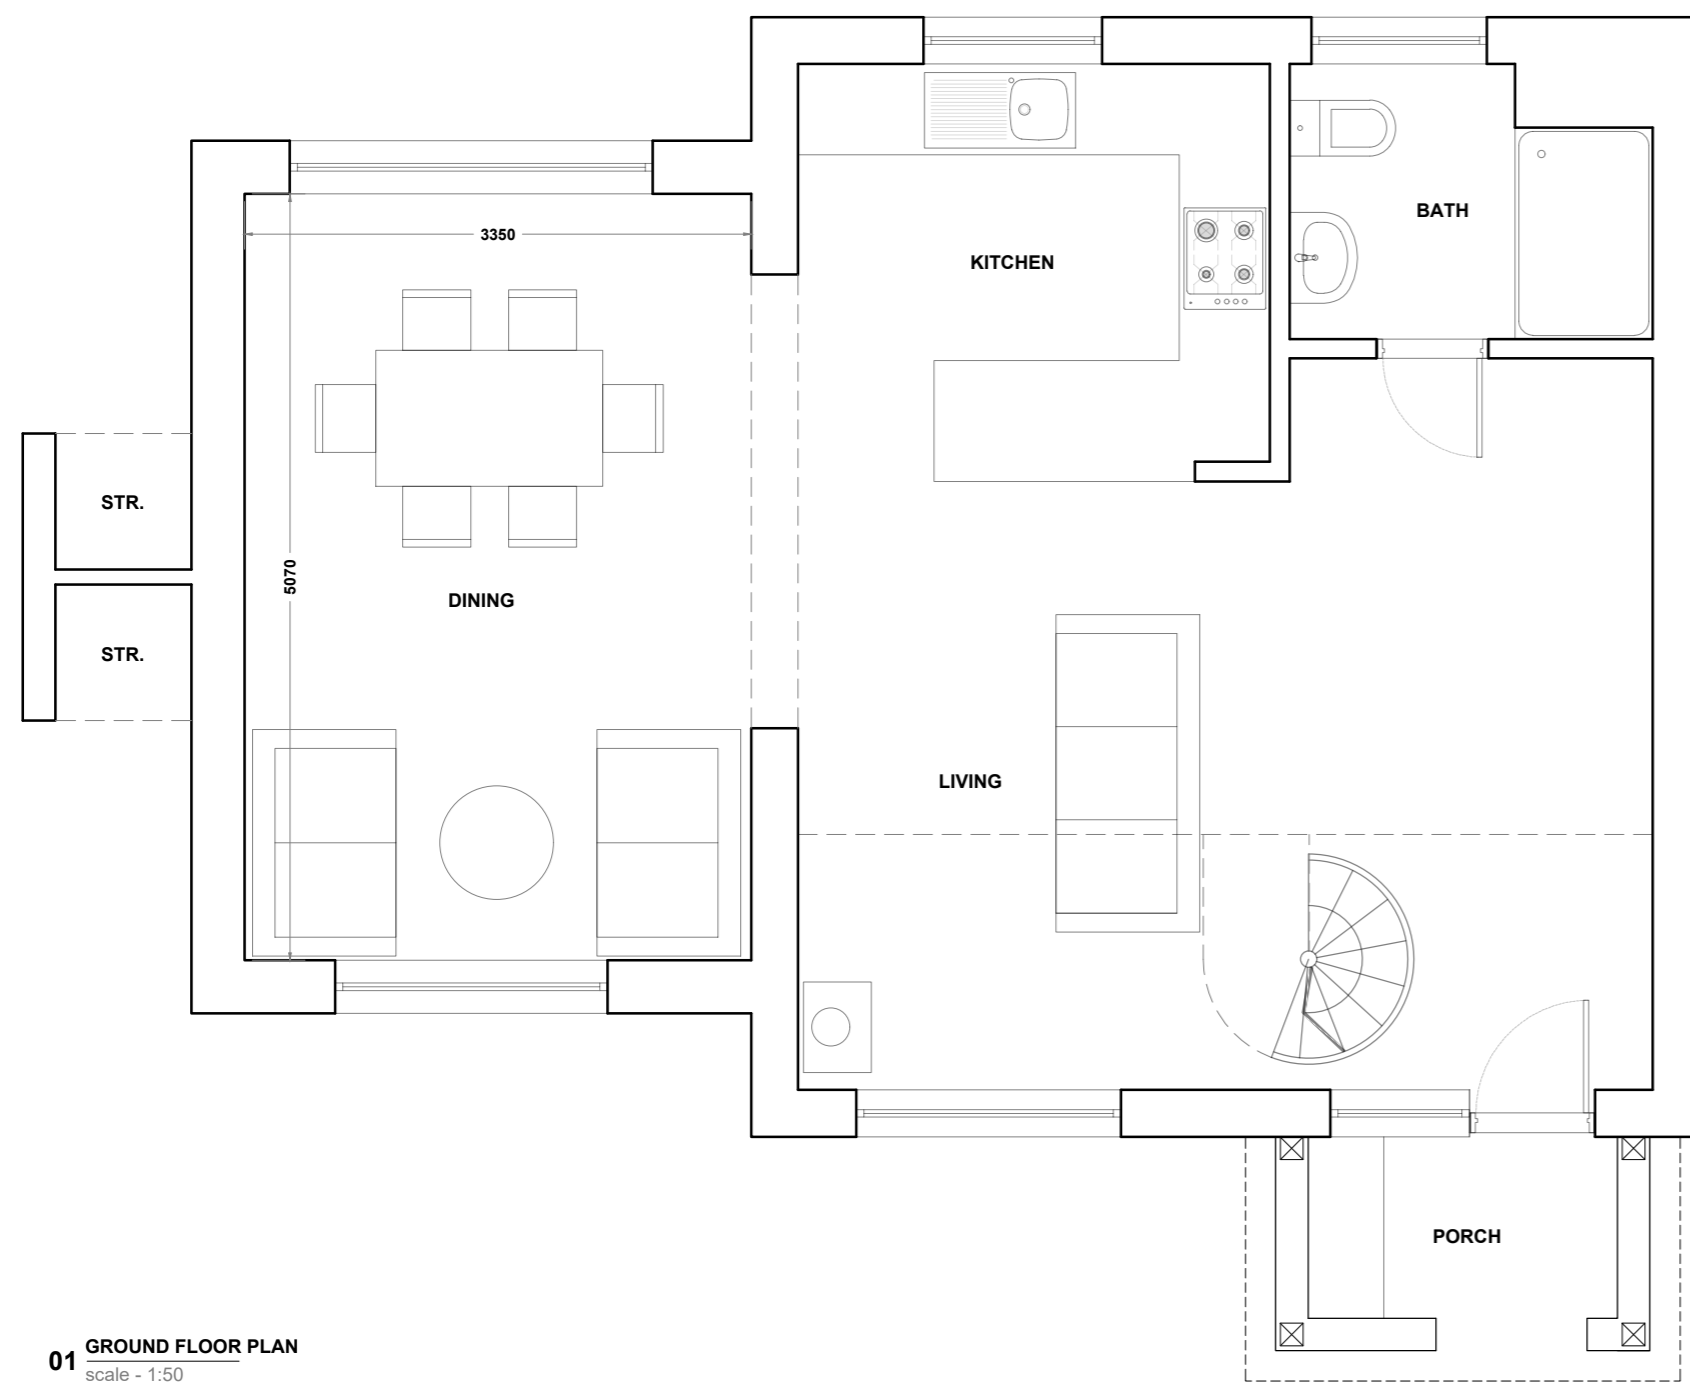 BATH
3350
KITCHEN
STR.
5070
DINING
STR.
LIVING
PORCH
01 GROUND FLOOR PLAN
scale - 1:50